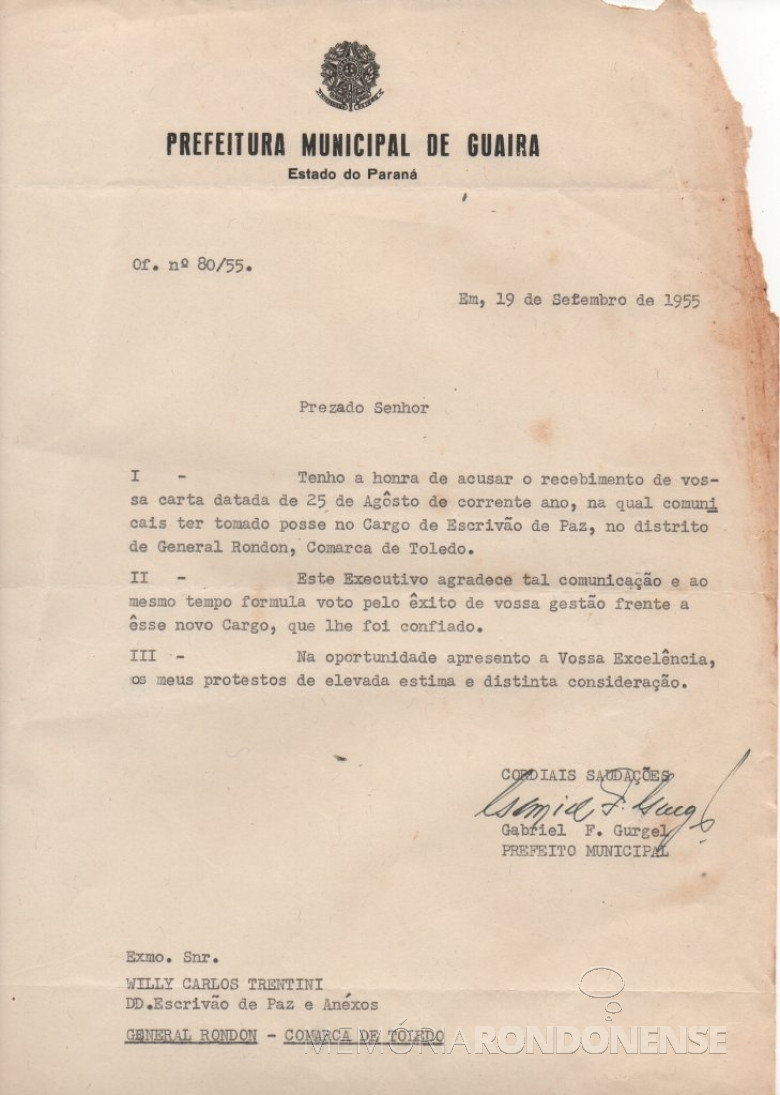 PREFEITURA MUNICIPAL DE GUAIRA
Estado do Paraná
Of. nº 80/55.
Em, 19 de Setembro de 1955
Prezado Senhor
I - Tenho a honra de acusar o recebimento de vos-
sa carta datada de 25 de Agôsto de corrente ano, na qual comuni
cais ter tomado posse no Cargo de Escrivão de Paz, no distrito
de General Rondon, Comarca de Toledo.
II - Este Executivo agradece tal comunicação e ao
mesmo tempo formula voto pelo êxito de vossa gestão frente a
êsse novo Cargo, que lhe foi confiado.
III - Na oportunidade apresento a Vossa Excelência,
os meus protestos de elevada estima e distinta consideração.
CORDIAIS SAUDAÇÕES
Gabriel F. Gurgel
PREFEITO MUNICIPAL
Exmo. Snr.
WILLY CARLOS TRENTINI
DD.Escrivão de Paz e Anéxos
GENERAL RONDON - COMARCA DE TOLEDO
MEMÓRIARONDONENSE